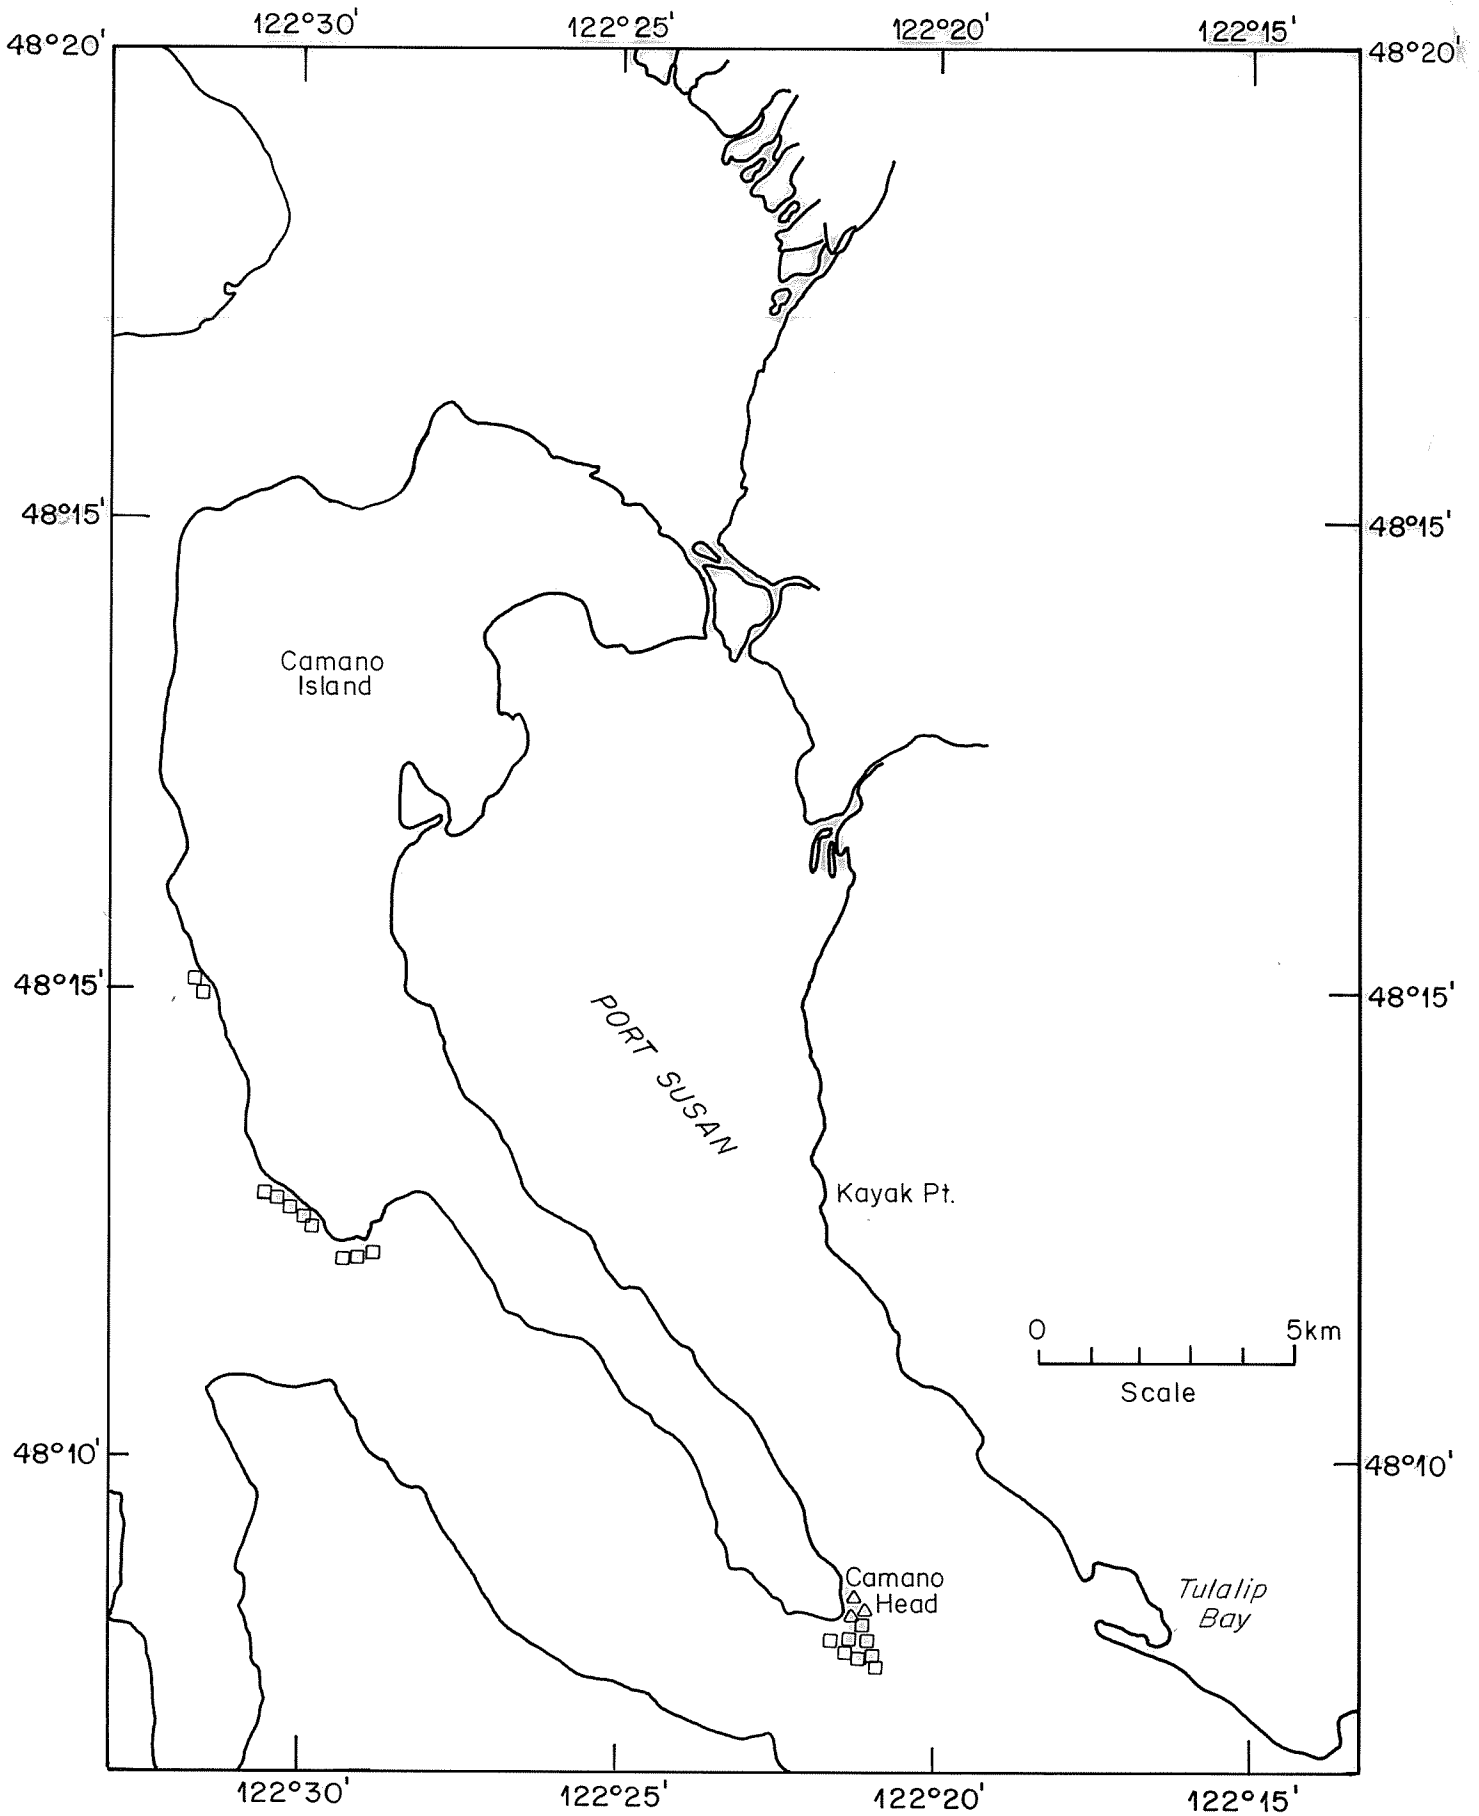 122°30' 122°25' 122°20' 122°15'
48°20' 48°20'
48°15' 48°15'
Camano
Island
48°15' 48°15'
PORT SUSAN
Kayak Pt.
0 5km
Scale
48°10' 48°10'
Camano
Head
Tulalip
Bay
122°30' 122°25' 122°20' 122°15'